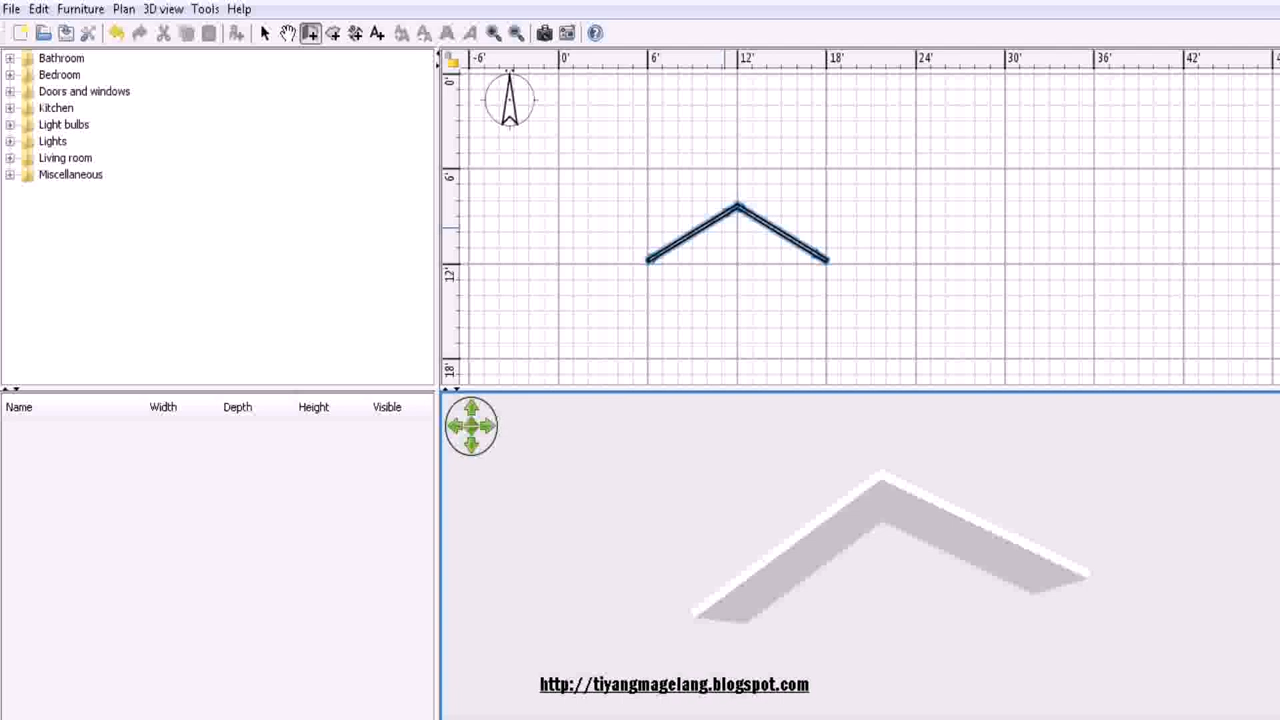 File Edit Furniture Plan 3D view Tools Help
Bathroom
Bedroom
Doors and windows
Kitchen
Light bulbs
Lights
Living room
Miscellaneous
-6' 0' 6' 12' 18' 24' 30' 36' 42'
0'
6'
12'
18'
Name Width Depth Height Visible
http://tiyangmagelang.blogspot.com